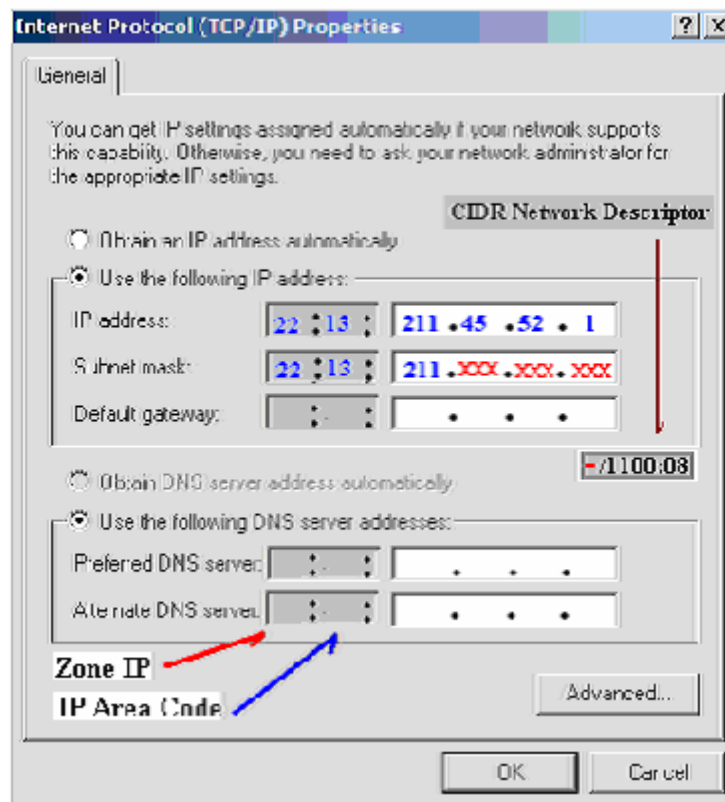 Internet Protocol (TCP/IP) Properties
General
You can get IP settings assigned automatically if your network supports
this capability. Otherwise, you need to ask your network administrator for
the appropriate IP settings.
CIDR Network Descriptor
Obtain an IP address automatically
Use the following IP address:
IP address: 22 : 13 : 211 . 45 . 52 . 1
Subnet mask: 22 : 13 : 211 . XXX . XXX . XXX
Default gateway: : . : . . .
-/1100:08
Obtain DNS server address automatically
Use the following DNS server addresses:
Preferred DNS server: : . : . . .
Alternate DNS server: : . : . . .
Zone IP
IP Area Code
Advanced...
OK Cancel